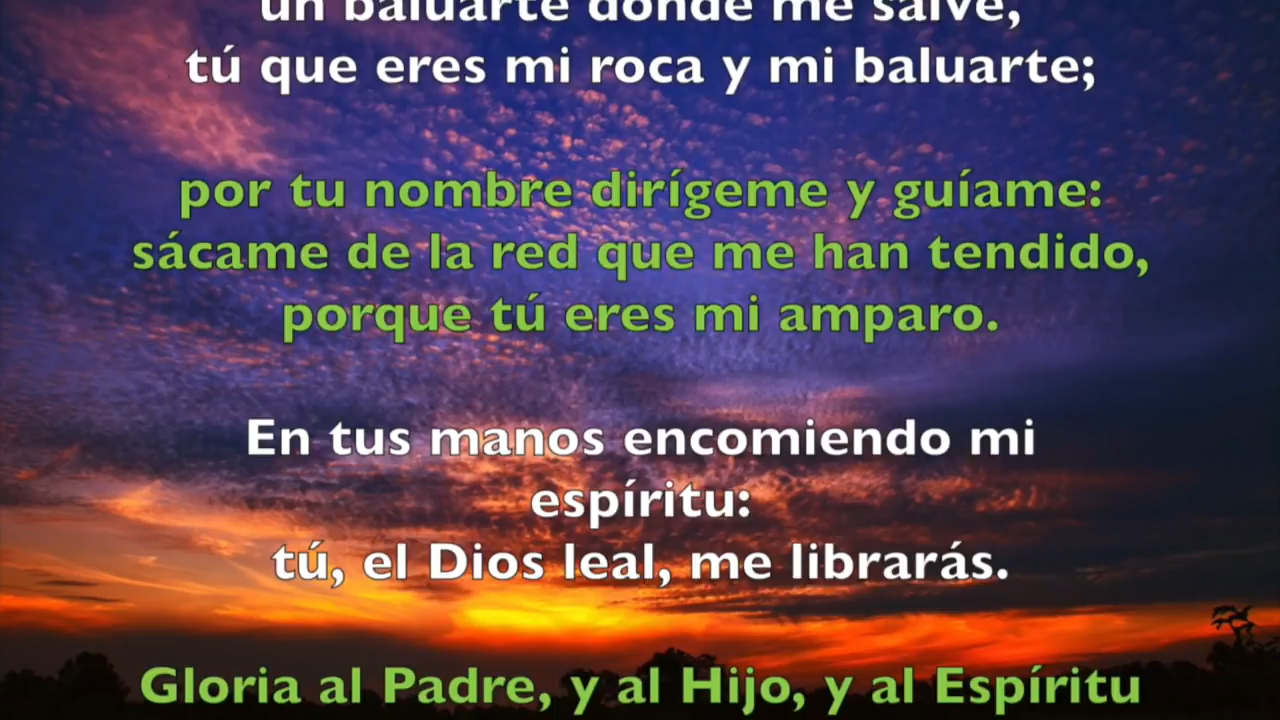 un baluarte donde me salve,
tú que eres mi roca y mi baluarte;
por tu nombre dirígeme y guíame:
sácame de la red que me han tendido,
porque tú eres mi amparo.
En tus manos encomiendo mi
espíritu:
tú, el Dios leal, me librarás.
Gloria al Padre, y al Hijo, y al Espíritu